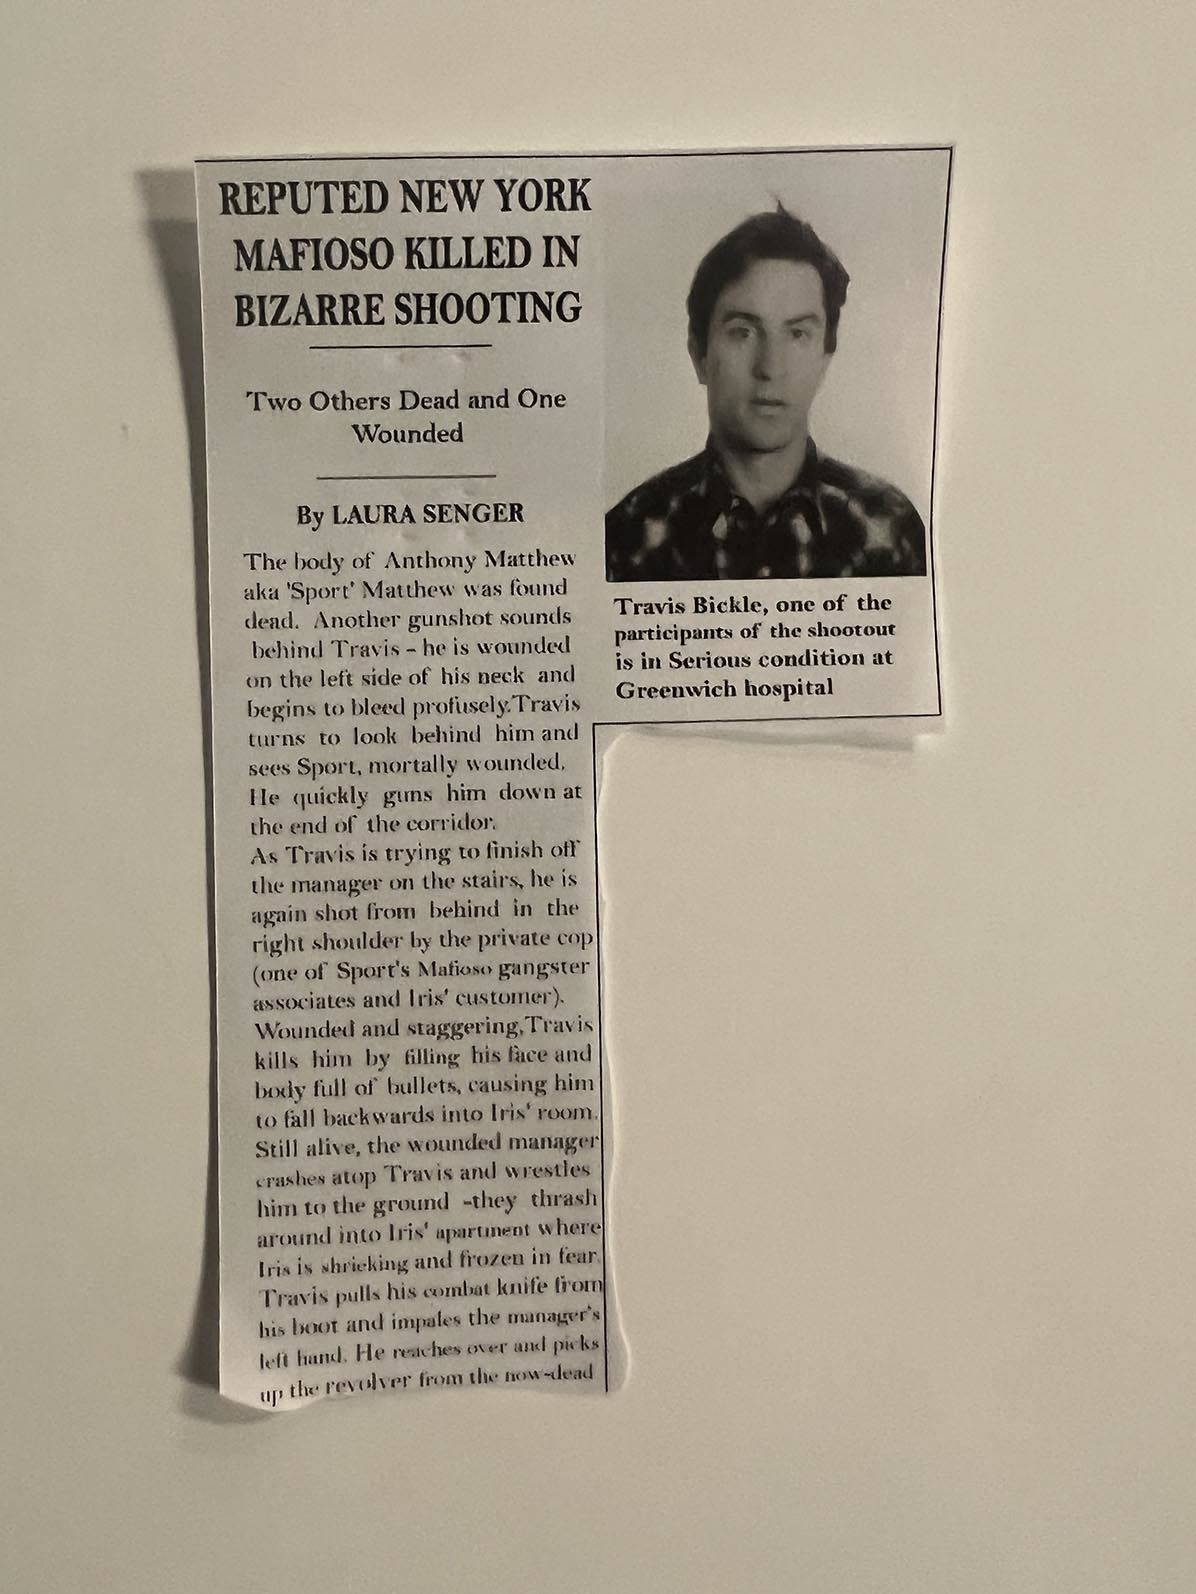 REPUTED NEW YORK
MAFIOSO KILLED IN
BIZARRE SHOOTING
Two Others Dead and One
Wounded
By LAURA SENGER
The body of Anthony Matthew
aka 'Sport' Matthew was found
dead. Another gunshot sounds
behind Travis - he is wounded
on the left side of his neck and
begins to bleed profusely.Travis
turns to look behind him and
sees Sport, mortally wounded.
He quickly guns him down at
the end of the corridor.
As Travis is trying to finish off
the manager on the stairs, he is
again shot from behind in the
right shoulder by the private cop
(one of Sport's Mafioso gangster
associates and Iris' customer).
Wounded and staggering,Travis
kills him by filling his face and
body full of bullets, causing him
to fall backwards into Iris' room.
Still alive, the wounded manager
crashes atop Travis and wrestles
him to the ground -they thrash
around into Iris' apartment where
Iris is shrieking and frozen in fear.
Travis pulls his combat knife from
his boot and impales the manager's
left hand. He reaches over and picks
up the revolver from the now-dead
Travis Bickle, one of the
participants of the shootout
is in Serious condition at
Greenwich hospital